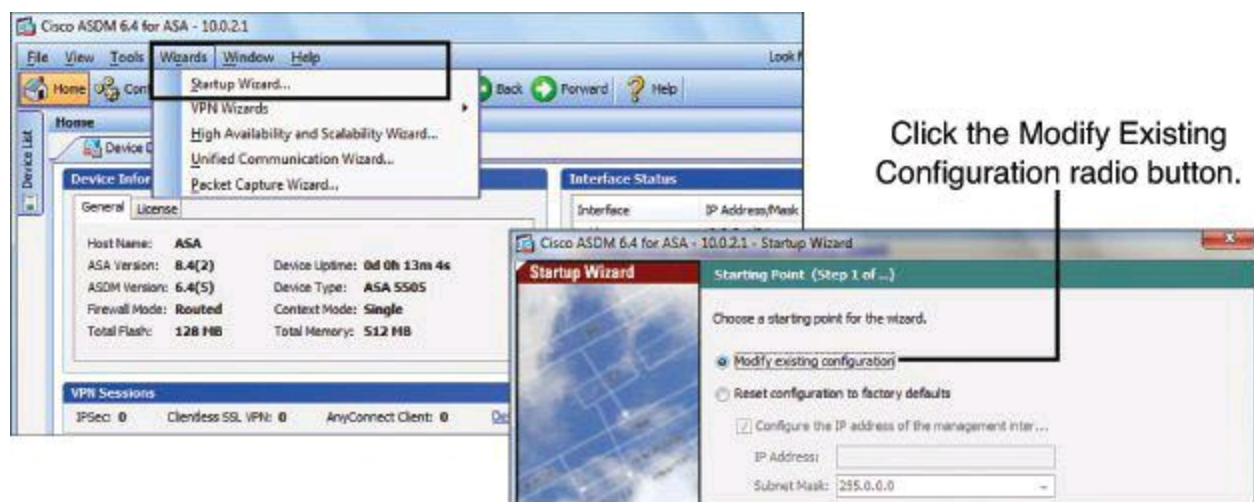 Cisco ASDM 6.4 for ASA - 10.0.2.1
File View Tools Wizards Window Help
Look
Home
Startup Wizard...
Back Forward Help
VPN Wizards
High Availability and Scalability Wizard...
Unified Communication Wizard...
Packet Capture Wizard...
Device List
Home
Device
General License
Host Name: ASA
ASA Version: 8.4(2) Device Uptime: 0d 0h 13m 4s
ASDM Version: 6.4(5) Device Type: ASA 5505
Firewall Mode: Routed Context Mode: Single
Total Flash: 128 MB Total Memory: 512 MB
VPN Sessions
IPSec: 0 Clientless SSL VPN: 0 AnyConnect Client: 0
Interface Status
Interface IP Address/Mask
Click the Modify Existing
Configuration radio button.
Cisco ASDM 6.4 for ASA - 10.0.2.1 - Startup Wizard
Startup Wizard
Starting Point (Step 1 of ...)
Choose a starting point for the wizard.
Modify existing configuration
Reset configuration to factory defaults
Configure the IP address of the management inter...
IP Address:
Subnet Mask: 255.0.0.0